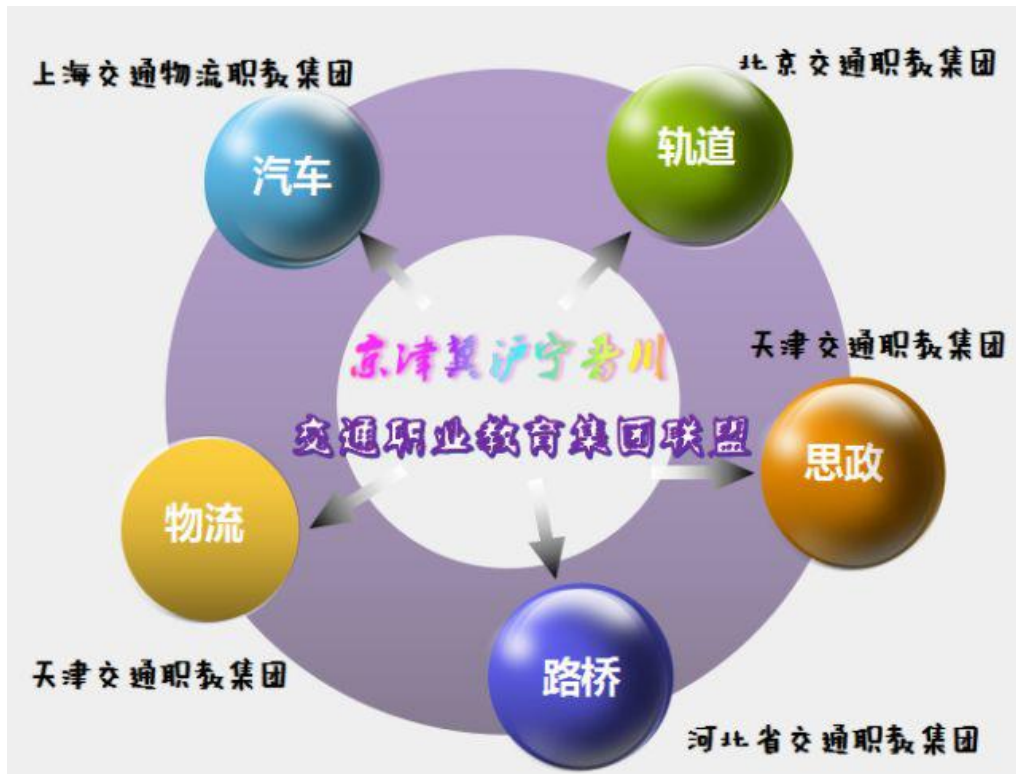 上海交通物流职教集团
北京交通职教集团
汽车
轨道
京津冀沪宁晋川
天津交通职教集团
交通职业教育集团联盟
思政
物流
天津交通职教集团
路桥
河北省交通职教集团